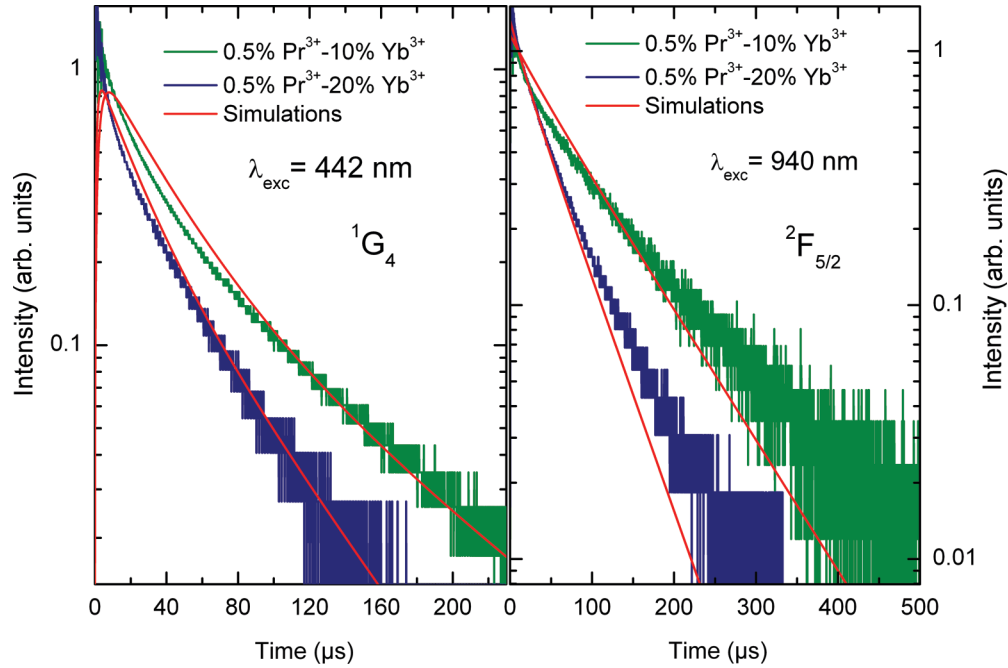 0.5% Pr³⁺-10% Yb³⁺
0.5% Pr³⁺-20% Yb³⁺
Simulations
λexc = 442 nm
¹G₄
1
0.1
Intensity (arb. units)
0 40 80 120 160 200
Time (µs)
0.5% Pr³⁺-10% Yb³⁺
0.5% Pr³⁺-20% Yb³⁺
Simulations
λexc = 940 nm
²F5/2
1
0.1
0.01
Intensity (arb. units)
0 100 200 300 400 500
Time (µs)